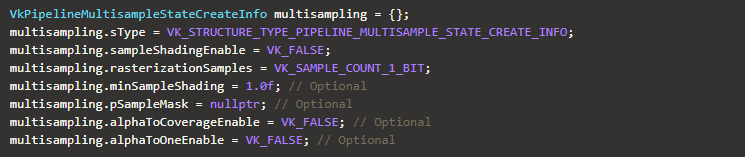 VkPipelineMultisampleStateCreateInfo multisampling = {};
multisampling.sType = VK_STRUCTURE_TYPE_PIPELINE_MULTISAMPLE_STATE_CREATE_INFO;
multisampling.sampleShadingEnable = VK_FALSE;
multisampling.rasterizationSamples = VK_SAMPLE_COUNT_1_BIT;
multisampling.minSampleShading = 1.0f; // Optional
multisampling.pSampleMask = nullptr; // Optional
multisampling.alphaToCoverageEnable = VK_FALSE; // Optional
multisampling.alphaToOneEnable = VK_FALSE; // Optional